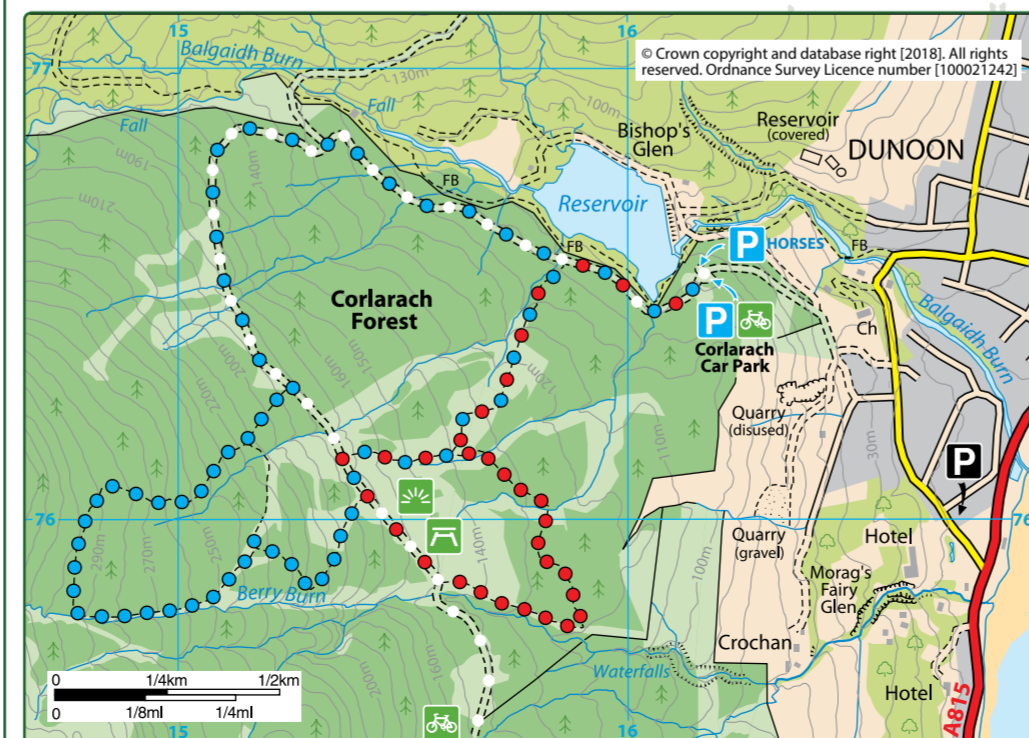 15
16
© Crown copyright and database right [2018]. All rights
reserved. Ordnance Survey Licence number [100021242]
Balgaidh Burn
77
130m
Fall
Fall
100m
Bishop's
Glen
Reservoir
(covered)
DUNOON
190m
140m
FB
210m
Reservoir
P HORSES
FB
FB
Corlarach
Forest
P
Corlarach
Car Park
Ch
Balgaidh Burn
200m
150m
160m
120m
220m
110m
Quarry
(disused)
30m
P
76
76
290m
270m
250m
140m
100m
Quarry
(gravel)
Hotel
Berry Burn
Morag's
Fairy
Glen
Crochan
160m
200m
Waterfalls
Hotel
A815
0 1/4km 1/2km
0 1/8ml 1/4ml
15
16